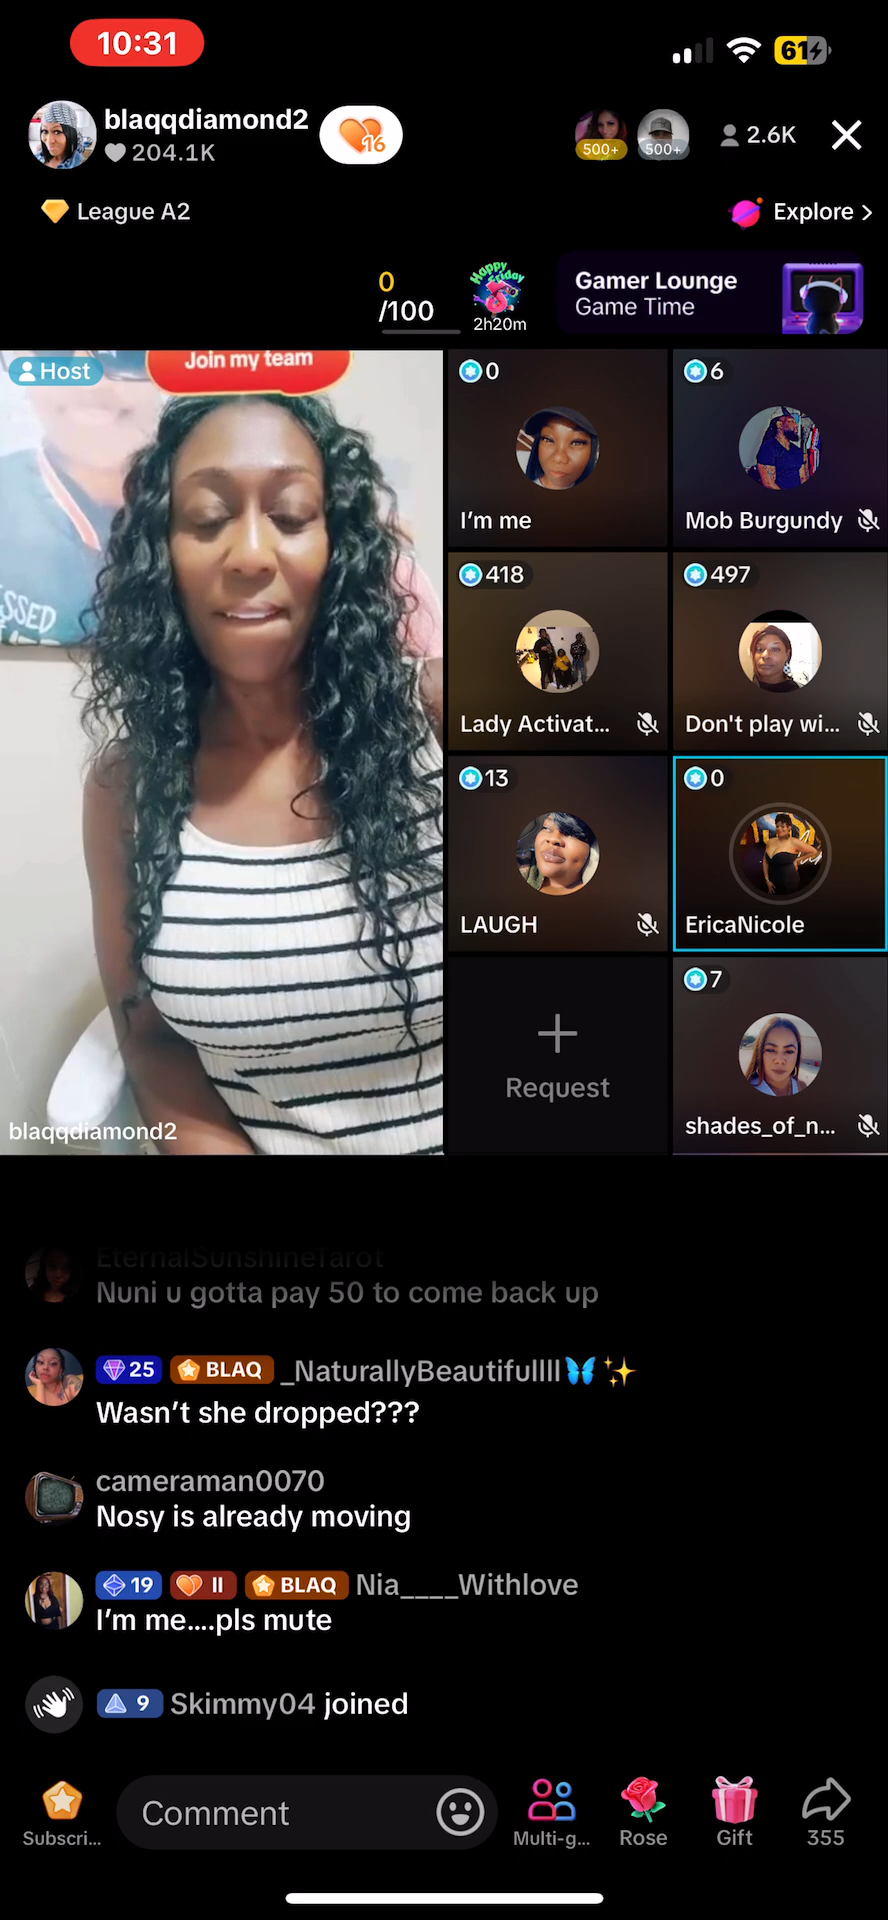 10:31
61
blaqqdiamond2
204.1K
16
500+
500+
2.6K
League A2
Explore >
0
/100
Happy Friday
2h20m
Gamer Lounge
Game Time
Host
Join my team
SSED
blaqqdiamond2
0
I'm me
6
Mob Burgundy
418
Lady Activat...
497
Don't play wi...
13
LAUGH
0
EricaNicole
+
Request
7
shades_of_n...
EternalSunshineTarot
Nuni u gotta pay 50 to come back up
25 BLAQ _NaturallyBeautifullll🦋✨
Wasn't she dropped???
cameraman0070
Nosy is already moving
19 II BLAQ Nia____Withlove
I'm me....pls mute
9 Skimmy04 joined
Comment
Subscri...
Multi-g...
Rose
Gift
355